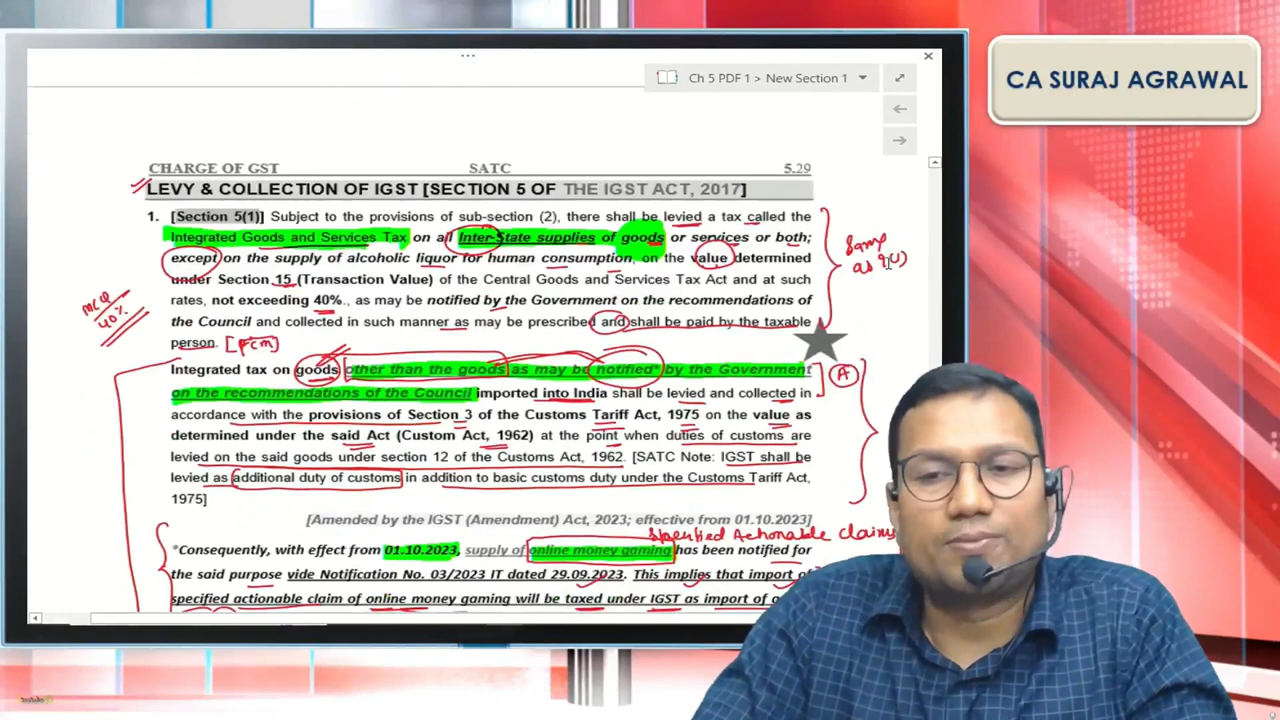 CA SURAJ AGRAWAL
Ch 5 PDF 1 > New Section 1
CHARGE OF GST SATC 5.29
LEVY & COLLECTION OF IGST [SECTION 5 OF THE IGST ACT, 2017]
1. [Section 5(1)] Subject to the provisions of sub-section (2), there shall be levied a tax called the
Integrated Goods and Services Tax on all Inter-State supplies of goods or services or both;
except on the supply of alcoholic liquor for human consumption, on the value determined
under Section 15 (Transaction Value) of the Central Goods and Services Tax Act and at such
rates, not exceeding 40%., as may be notified by the Government on the recommendations of
the Council and collected in such manner as may be prescribed and shall be paid by the taxable
person. [FCM]
Same
as 9(1)
MCQ
40%
Integrated tax on goods other than the goods as may be notified* by the Government
A
on the recommendations of the Council imported into India shall be levied and collected in
accordance with the provisions of Section 3 of the Customs Tariff Act, 1975 on the value as
determined under the said Act (Custom Act, 1962) at the point when duties of customs are
levied on the said goods under section 12 of the Customs Act, 1962. [SATC Note: IGST shall be
levied as additional duty of customs in addition to basic customs duty under the Customs Tariff Act,
1975]
[Amended by the IGST (Amendment) Act, 2023; effective from 01.10.2023]
Specified Actionable claims
*Consequently, with effect from 01.10.2023, supply of online money gaming has been notified for
the said purpose vide Notification No. 03/2023 IT dated 29.09.2023. This implies that import of
specified actionable claim of online money gaming will be taxed under IGST as import of